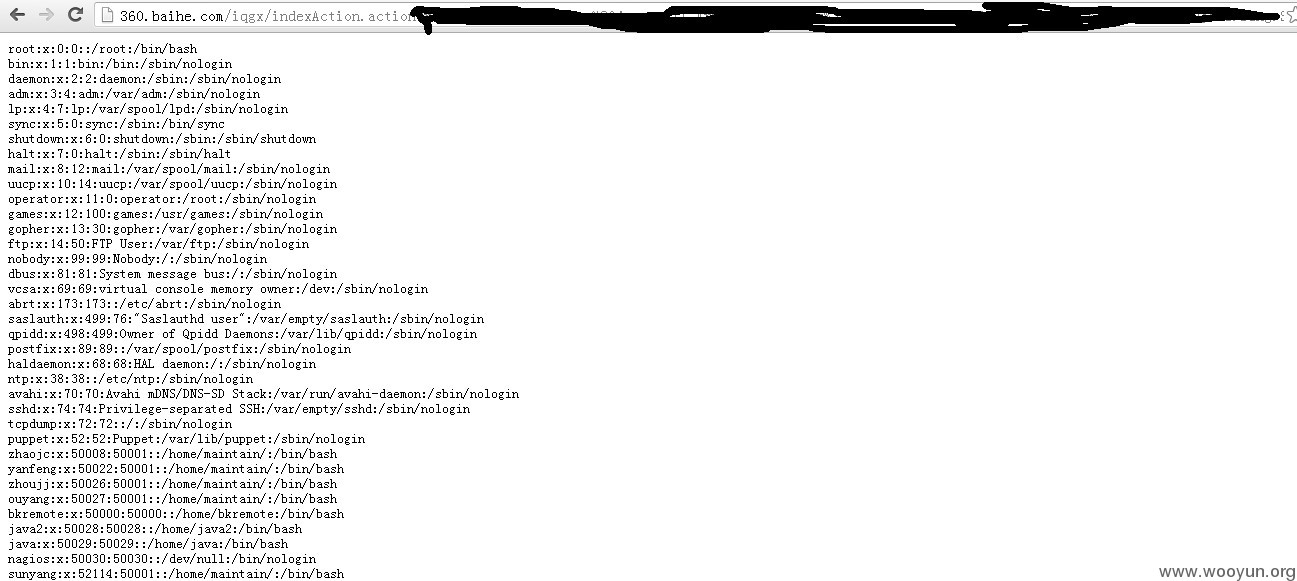 360.baihe.com/iqgx/indexAction.action
root:x:0:0::/root:/bin/bash
bin:x:1:1:bin:/bin:/sbin/nologin
daemon:x:2:2:daemon:/sbin:/sbin/nologin
adm:x:3:4:adm:/var/adm:/sbin/nologin
lp:x:4:7:lp:/var/spool/lpd:/sbin/nologin
sync:x:5:0:sync:/sbin:/bin/sync
shutdown:x:6:0:shutdown:/sbin:/sbin/shutdown
halt:x:7:0:halt:/sbin:/sbin/halt
mail:x:8:12:mail:/var/spool/mail:/sbin/nologin
uucp:x:10:14:uucp:/var/spool/uucp:/sbin/nologin
operator:x:11:0:operator:/root:/sbin/nologin
games:x:12:100:games:/usr/games:/sbin/nologin
gopher:x:13:30:gopher:/var/gopher:/sbin/nologin
ftp:x:14:50:FTP User:/var/ftp:/sbin/nologin
nobody:x:99:99:Nobody:/:/sbin/nologin
dbus:x:81:81:System message bus:/:/sbin/nologin
vcsa:x:69:69:virtual console memory owner:/dev:/sbin/nologin
abrt:x:173:173::/etc/abrt:/sbin/nologin
saslauth:x:499:76:"Saslauthd user":/var/empty/saslauth:/sbin/nologin
qpidd:x:498:499:Owner of Qpidd Daemons:/var/lib/qpidd:/sbin/nologin
postfix:x:89:89::/var/spool/postfix:/sbin/nologin
haldaemon:x:68:68:HAL daemon:/:/sbin/nologin
ntp:x:38:38::/etc/ntp:/sbin/nologin
avahi:x:70:70:Avahi mDNS/DNS-SD Stack:/var/run/avahi-daemon:/sbin/nologin
sshd:x:74:74:Privilege-separated SSH:/var/empty/sshd:/sbin/nologin
tcpdump:x:72:72::/:/sbin/nologin
puppet:x:52:52:Puppet:/var/lib/puppet:/sbin/nologin
zhaojc:x:50008:50001::/home/maintain/:/bin/bash
yanfeng:x:50022:50001::/home/maintain/:/bin/bash
zhoujj:x:50026:50001::/home/maintain/:/bin/bash
ouyang:x:50027:50001::/home/maintain/:/bin/bash
bkremote:x:50000:50000::/home/bkremote:/bin/bash
java2:x:50028:50028::/home/java2:/bin/bash
java:x:50029:50029::/home/java:/bin/bash
nagios:x:50030:50030::/dev/null:/bin/nologin
sunyang:x:52114:50001::/home/maintain/:/bin/bash
www.wooyun.org